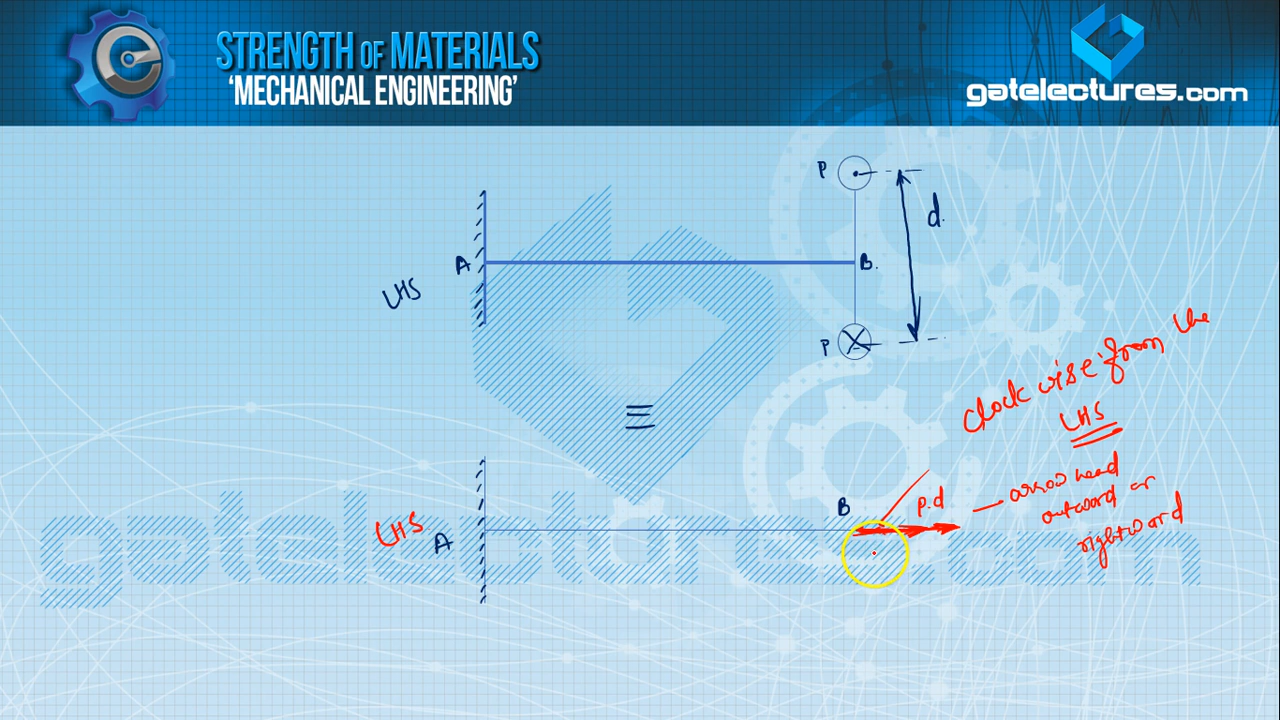 STRENGTH OF MATERIALS
'MECHANICAL ENGINEERING'
gatelectures.com
P
d.
A
B.
LHS
P
clock wise from the
LHS
B
P.d
arrow head
outward or
rightward
LHS
A
gatelectures.com